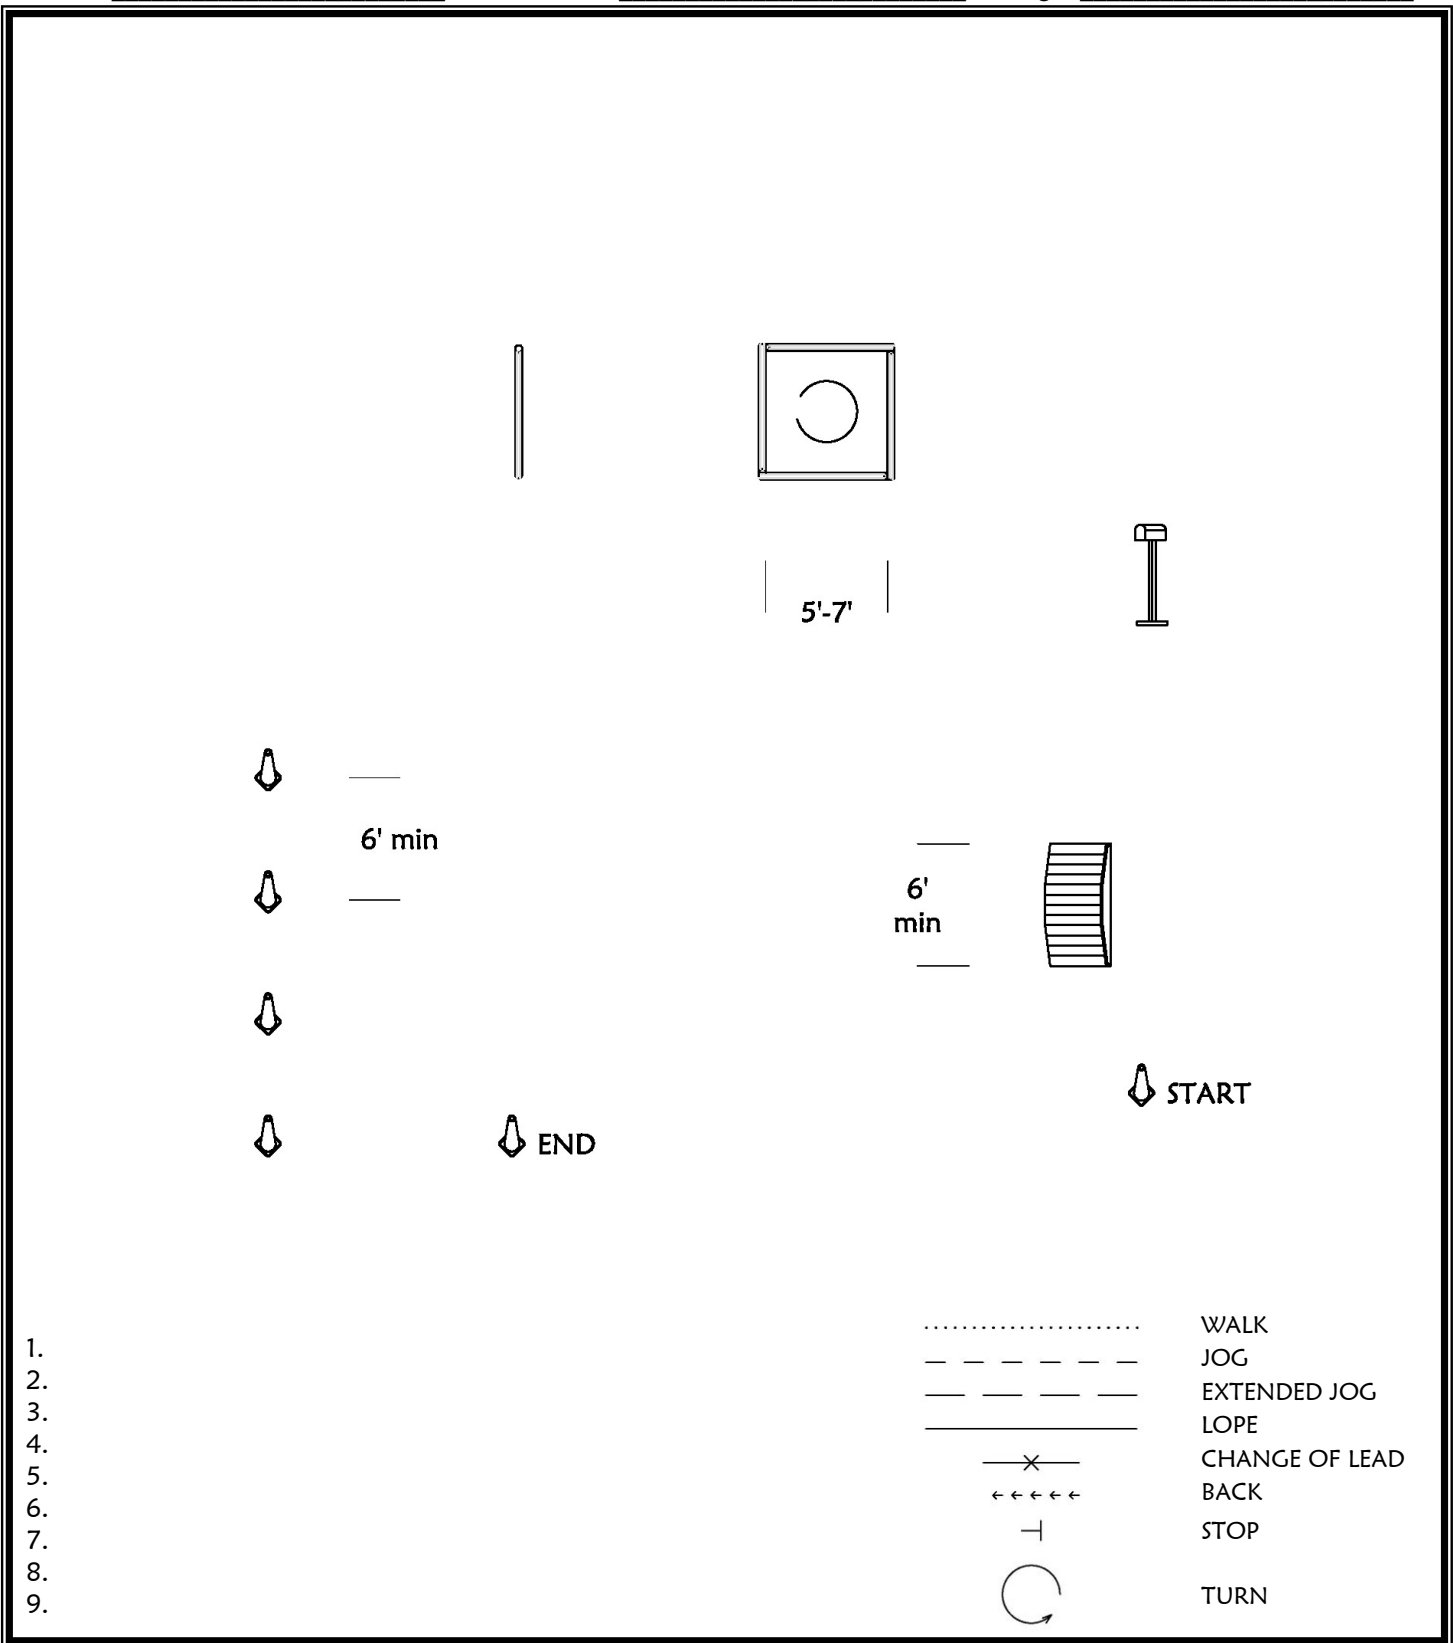 5'-7'
6' min
6'
min
START
END
1.
2.
3.
4.
5.
6.
7.
8.
9.
WALK
JOG
EXTENDED JOG
LOPE
CHANGE OF LEAD
BACK
STOP
TURN